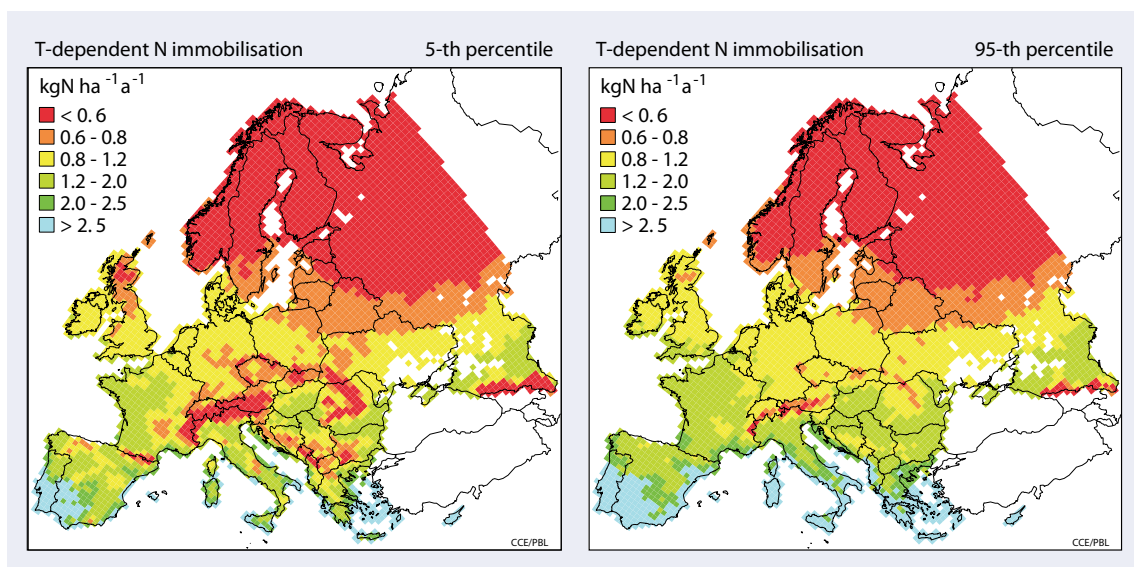 T-dependent N immobilisation 5-th percentile
kgN ha -1 a -1
< 0.6
0.6 - 0.8
0.8 - 1.2
1.2 - 2.0
2.0 - 2.5
> 2.5
CCE/PBL
T-dependent N immobilisation 95-th percentile
kgN ha -1 a -1
< 0.6
0.6 - 0.8
0.8 - 1.2
1.2 - 2.0
2.0 - 2.5
> 2.5
CCE/PBL